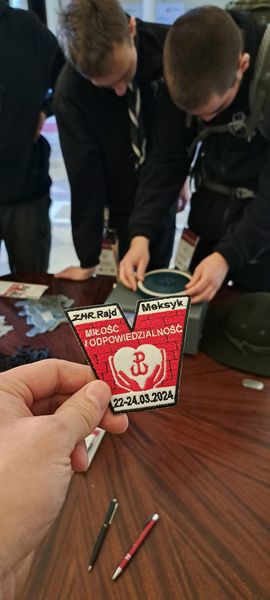 ZHR Rajd Meksyk
MIŁOŚĆ
I ODPOWIEDZIALNOŚĆ
22-24.03.2024